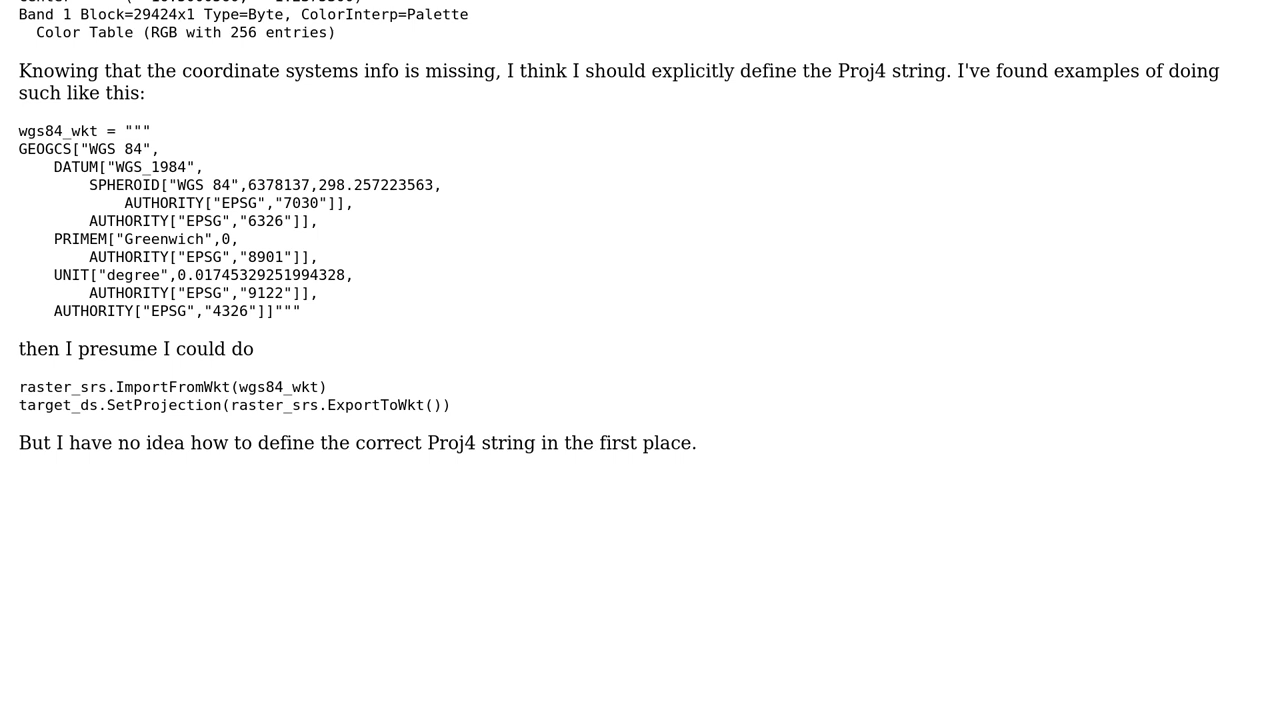 Band 1 Block=29424x1 Type=Byte, ColorInterp=Palette
  Color Table (RGB with 256 entries)
Knowing that the coordinate systems info is missing, I think I should explicitly define the Proj4 string. I've found examples of doing
such like this:
wgs84_wkt = """
GEOGCS["WGS 84",
    DATUM["WGS_1984",
        SPHEROID["WGS 84",6378137,298.257223563,
            AUTHORITY["EPSG","7030"]],
        AUTHORITY["EPSG","6326"]],
    PRIMEM["Greenwich",0,
        AUTHORITY["EPSG","8901"]],
    UNIT["degree",0.01745329251994328,
        AUTHORITY["EPSG","9122"]],
    AUTHORITY["EPSG","4326"]]"""
then I presume I could do
raster_srs.ImportFromWkt(wgs84_wkt)
target_ds.SetProjection(raster_srs.ExportToWkt())
But I have no idea how to define the correct Proj4 string in the first place.